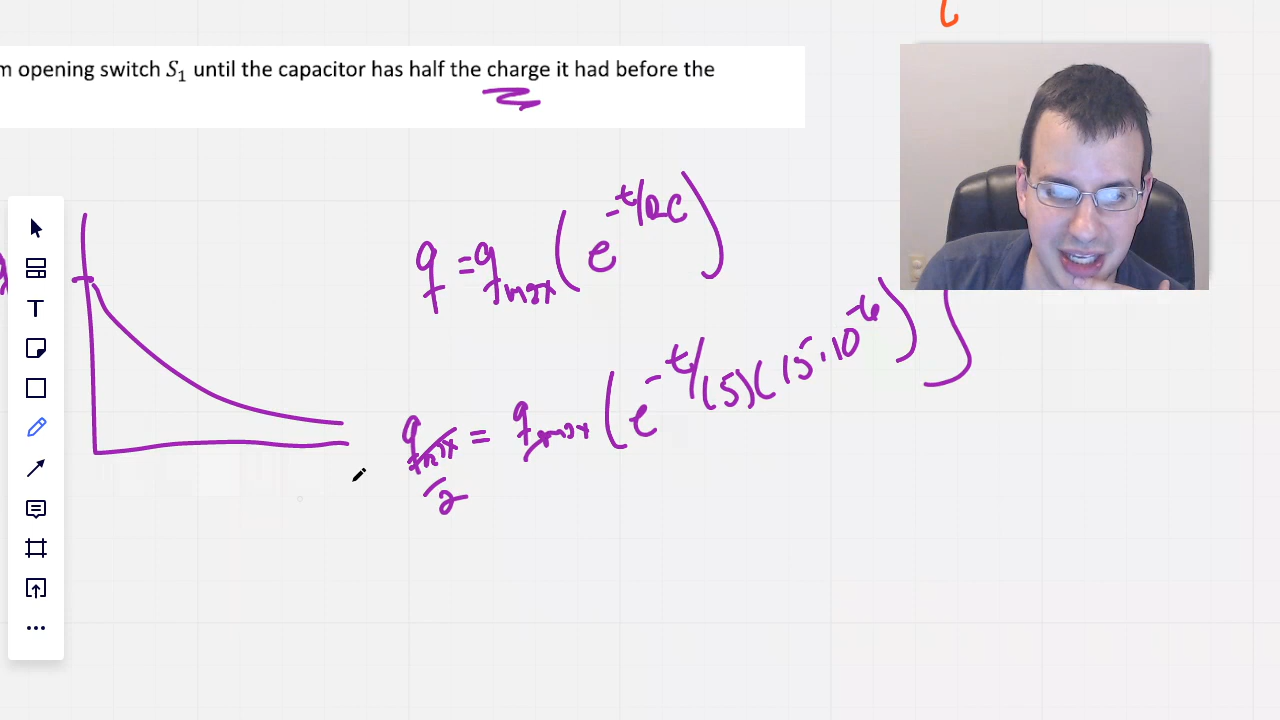 m opening switch S₁ until the capacitor has half the charge it had before the
q = qmax (e^-t/RC)
qmax/2 = qmax (e^-t/(5)(15·10^-6))
T